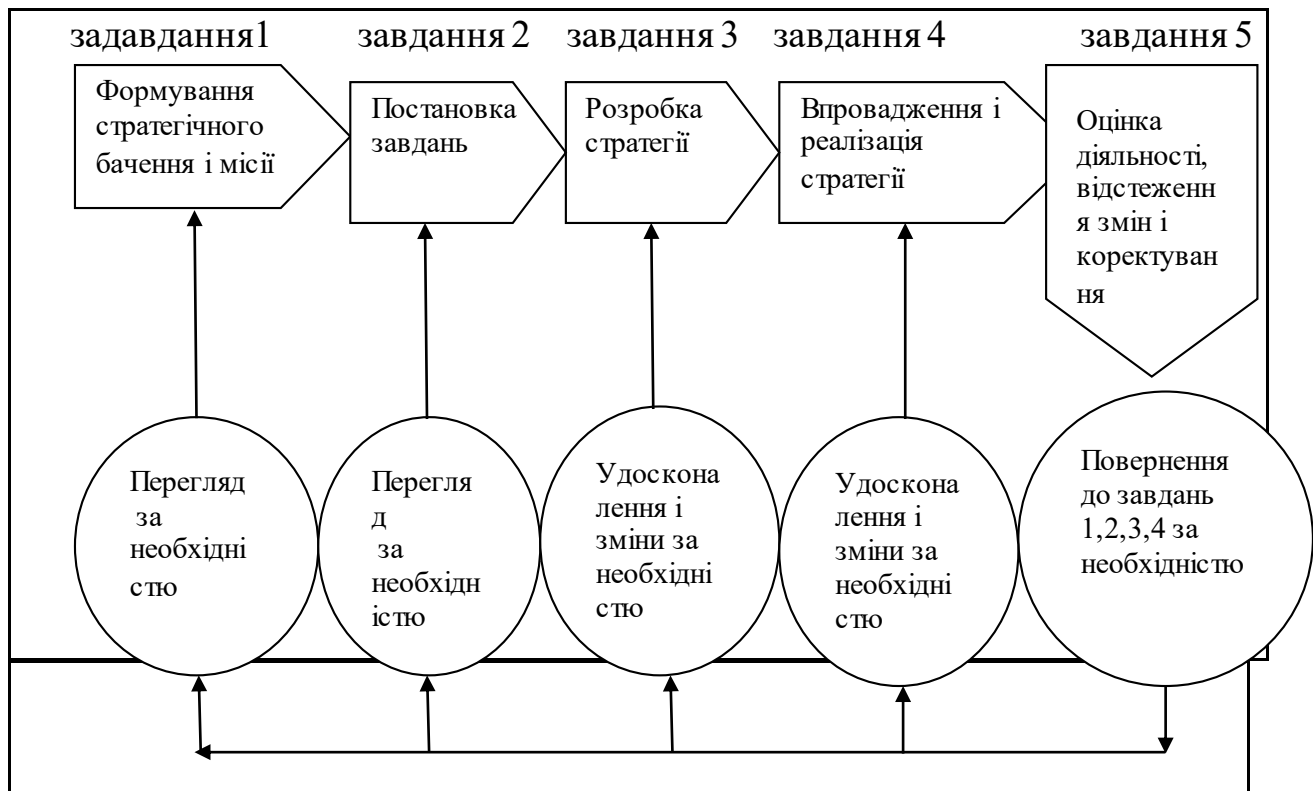 задавдання1
завдання 2
завдання 3
завдання 4
завдання 5
Формування
стратегічного
бачення і місії
Постановка
завдань
Розробка
стратегії
Впровадження і
реалізація
стратегії
Оцінка
діяльності,
відстеженн
я змін і
коректуван
ня
Перегляд
за
необхідні
стю
Перегля
д
за
необхідн
істю
Удоскона
лення і
зміни за
необхідні
стю
Удоскона
лення і
зміни за
необхідні
стю
Повернення
до завдань
1,2,3,4 за
необхідністю